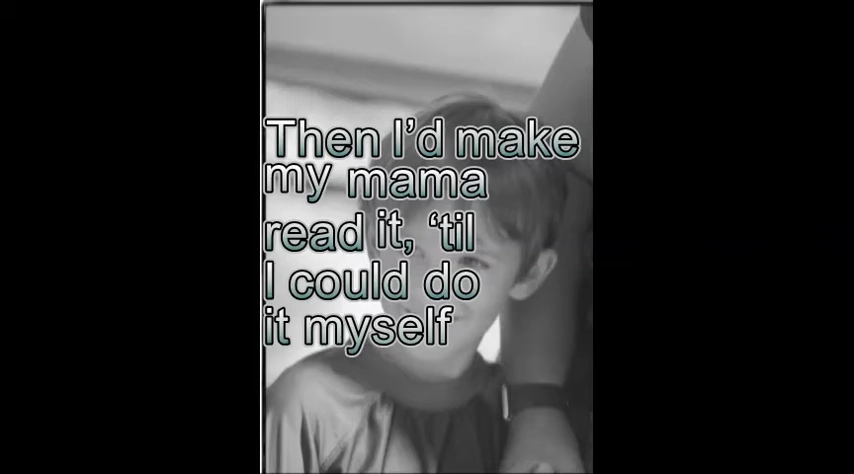 Then I’d make
my mama
read it, ‘til
I could do
it myself